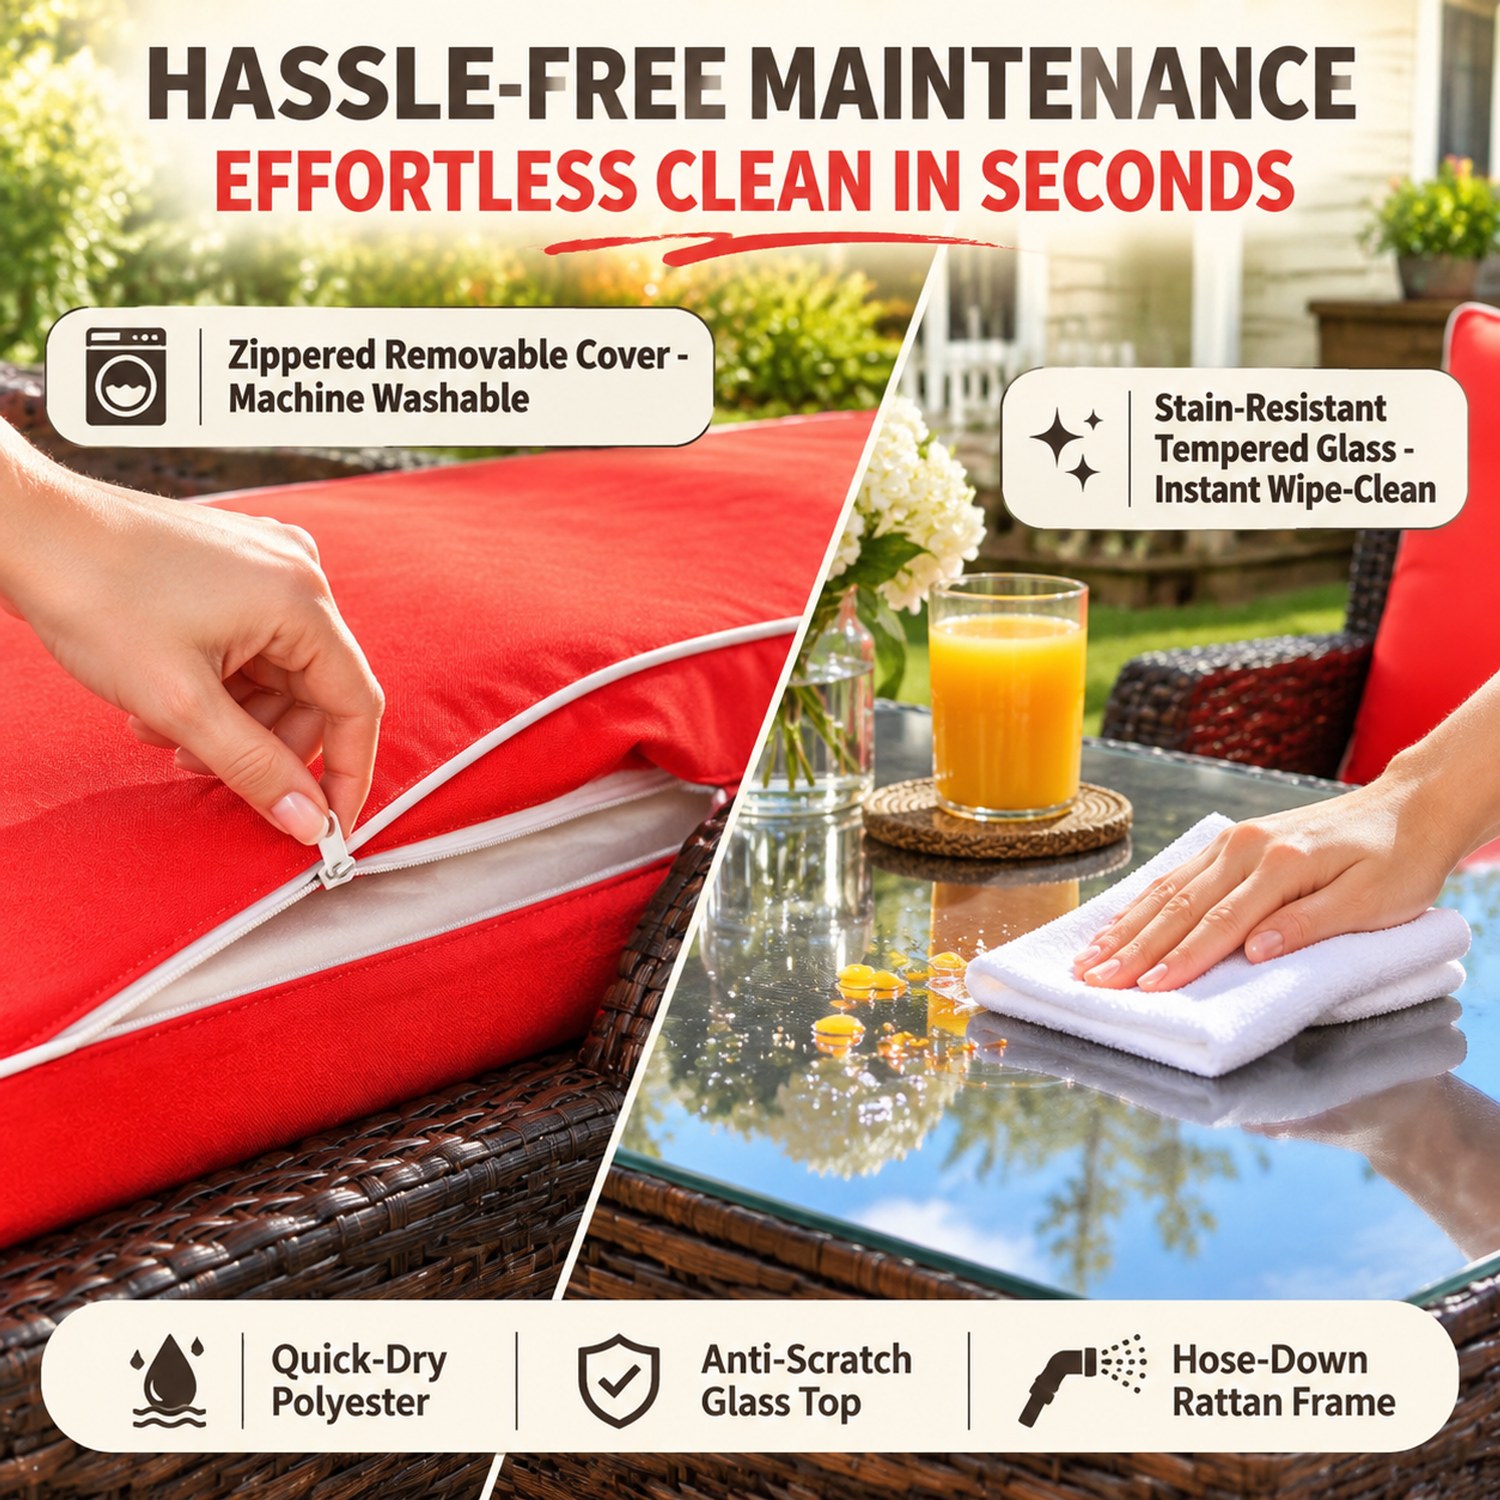 HASSLE-FREE MAINTENANCE
EFFORTLESS CLEAN IN SECONDS
Zippered Removable Cover -
Machine Washable
Stain-Resistant
Tempered Glass -
Instant Wipe-Clean
Quick-Dry
Polyester
Anti-Scratch
Glass Top
Hose-Down
Rattan Frame